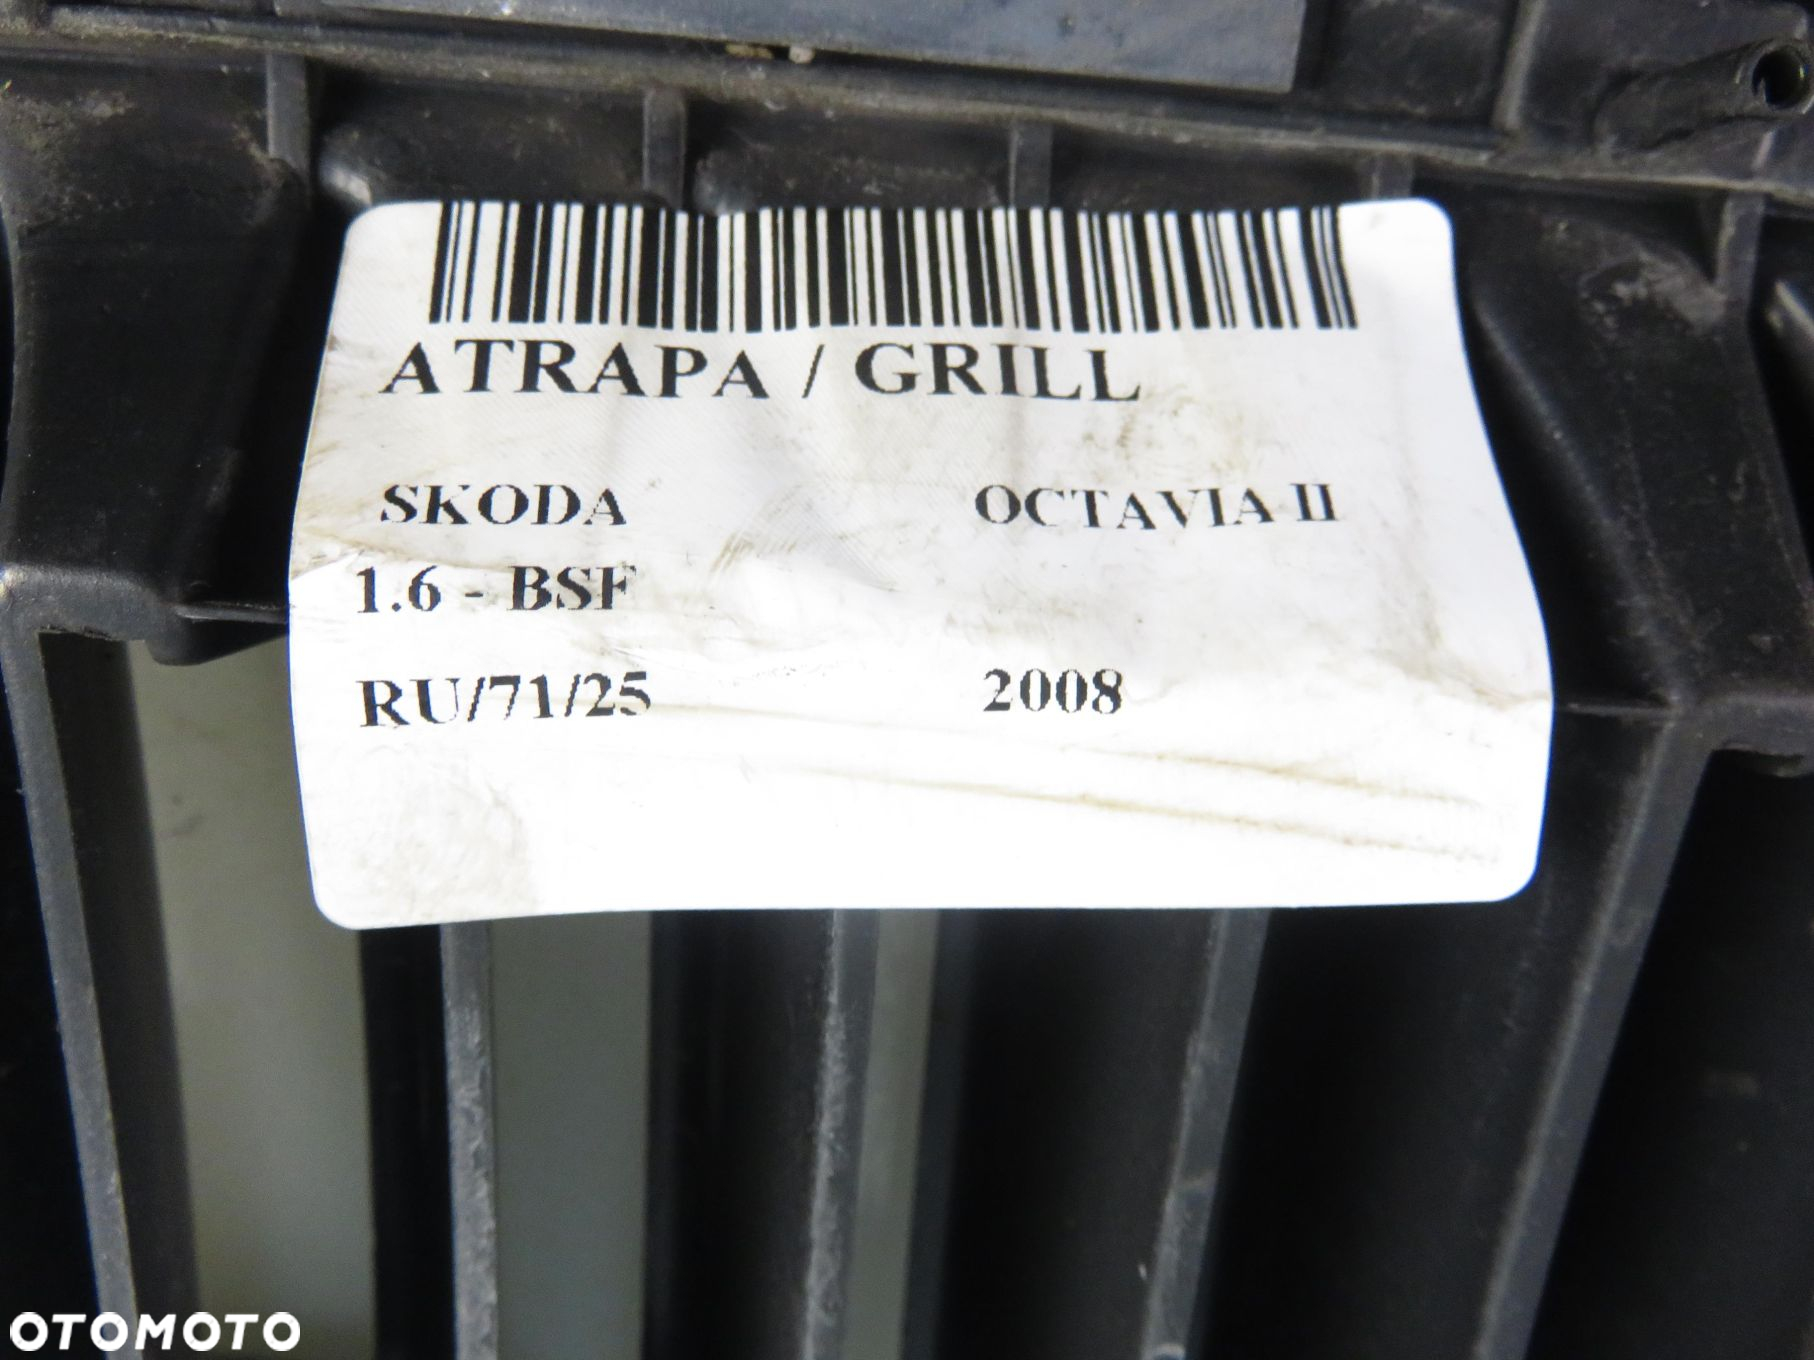 ATRAPA / GRILL
SKODA OCTAVIA II
1.6 - BSF
RU/71/25 2008
OTOMOTO